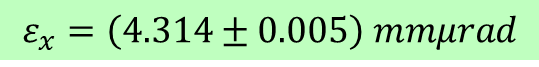 εₓ = (4.314 ± 0.005) mmμrad